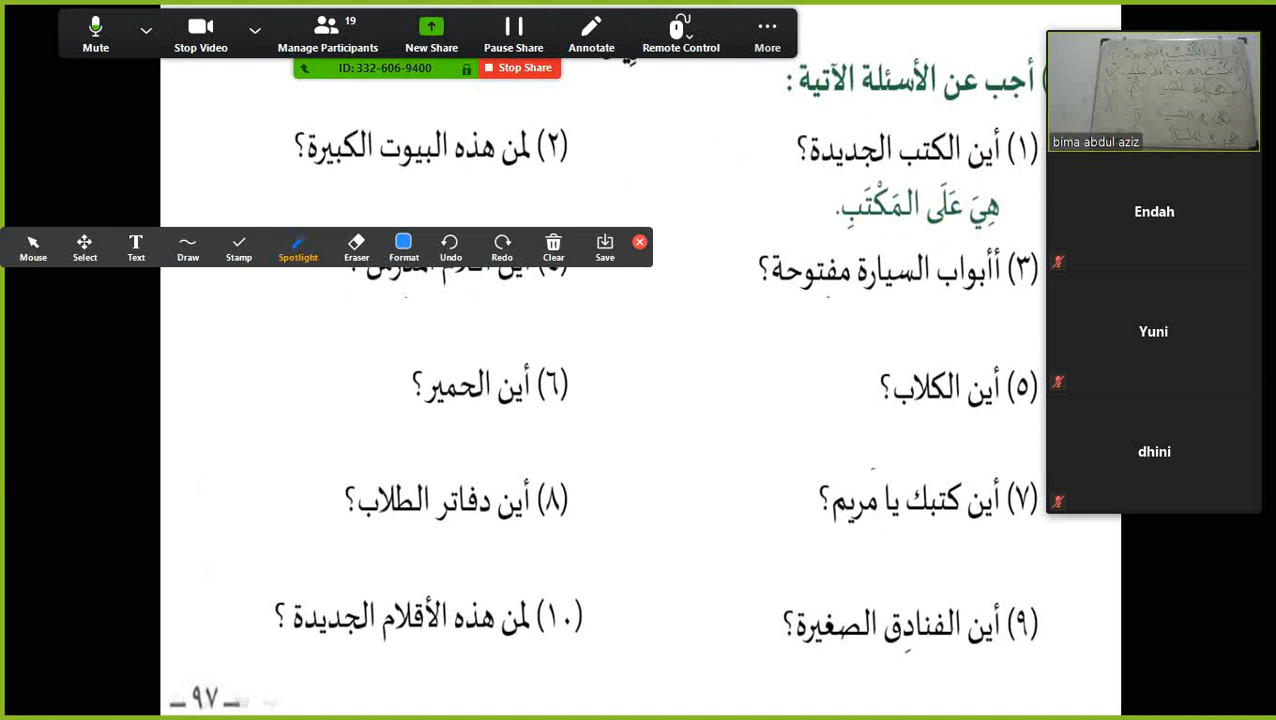 Mute
Stop Video
Manage Participants
19
New Share
Pause Share
Annotate
Remote Control
More
ID: 332-606-9400
Stop Share
أجب عن الأسئلة الآتية :
(١) أين الكتب الجديدة؟
(٢) لمن هذه البيوت الكبيرة؟
هِيَ عَلَى المَكْتَبِ.
Mouse
Select
Text
Draw
Stamp
Spotlight
Eraser
Format
Undo
Redo
Clear
Save
(٣) أأبواب السيارة مفتوحة؟
(٥) أين الكلاب؟
(٦) أين الحمير؟
(٧) أين كتبك يا مَريم؟
(٨) أين دفاتر الطلاب؟
(٩) أين الفنادِق الصغيرة؟
(١٠) لمن هذه الأقلام الجديدة ؟
ـ ٩٧ ـ
bima abdul aziz
Endah
Yuni
dhini